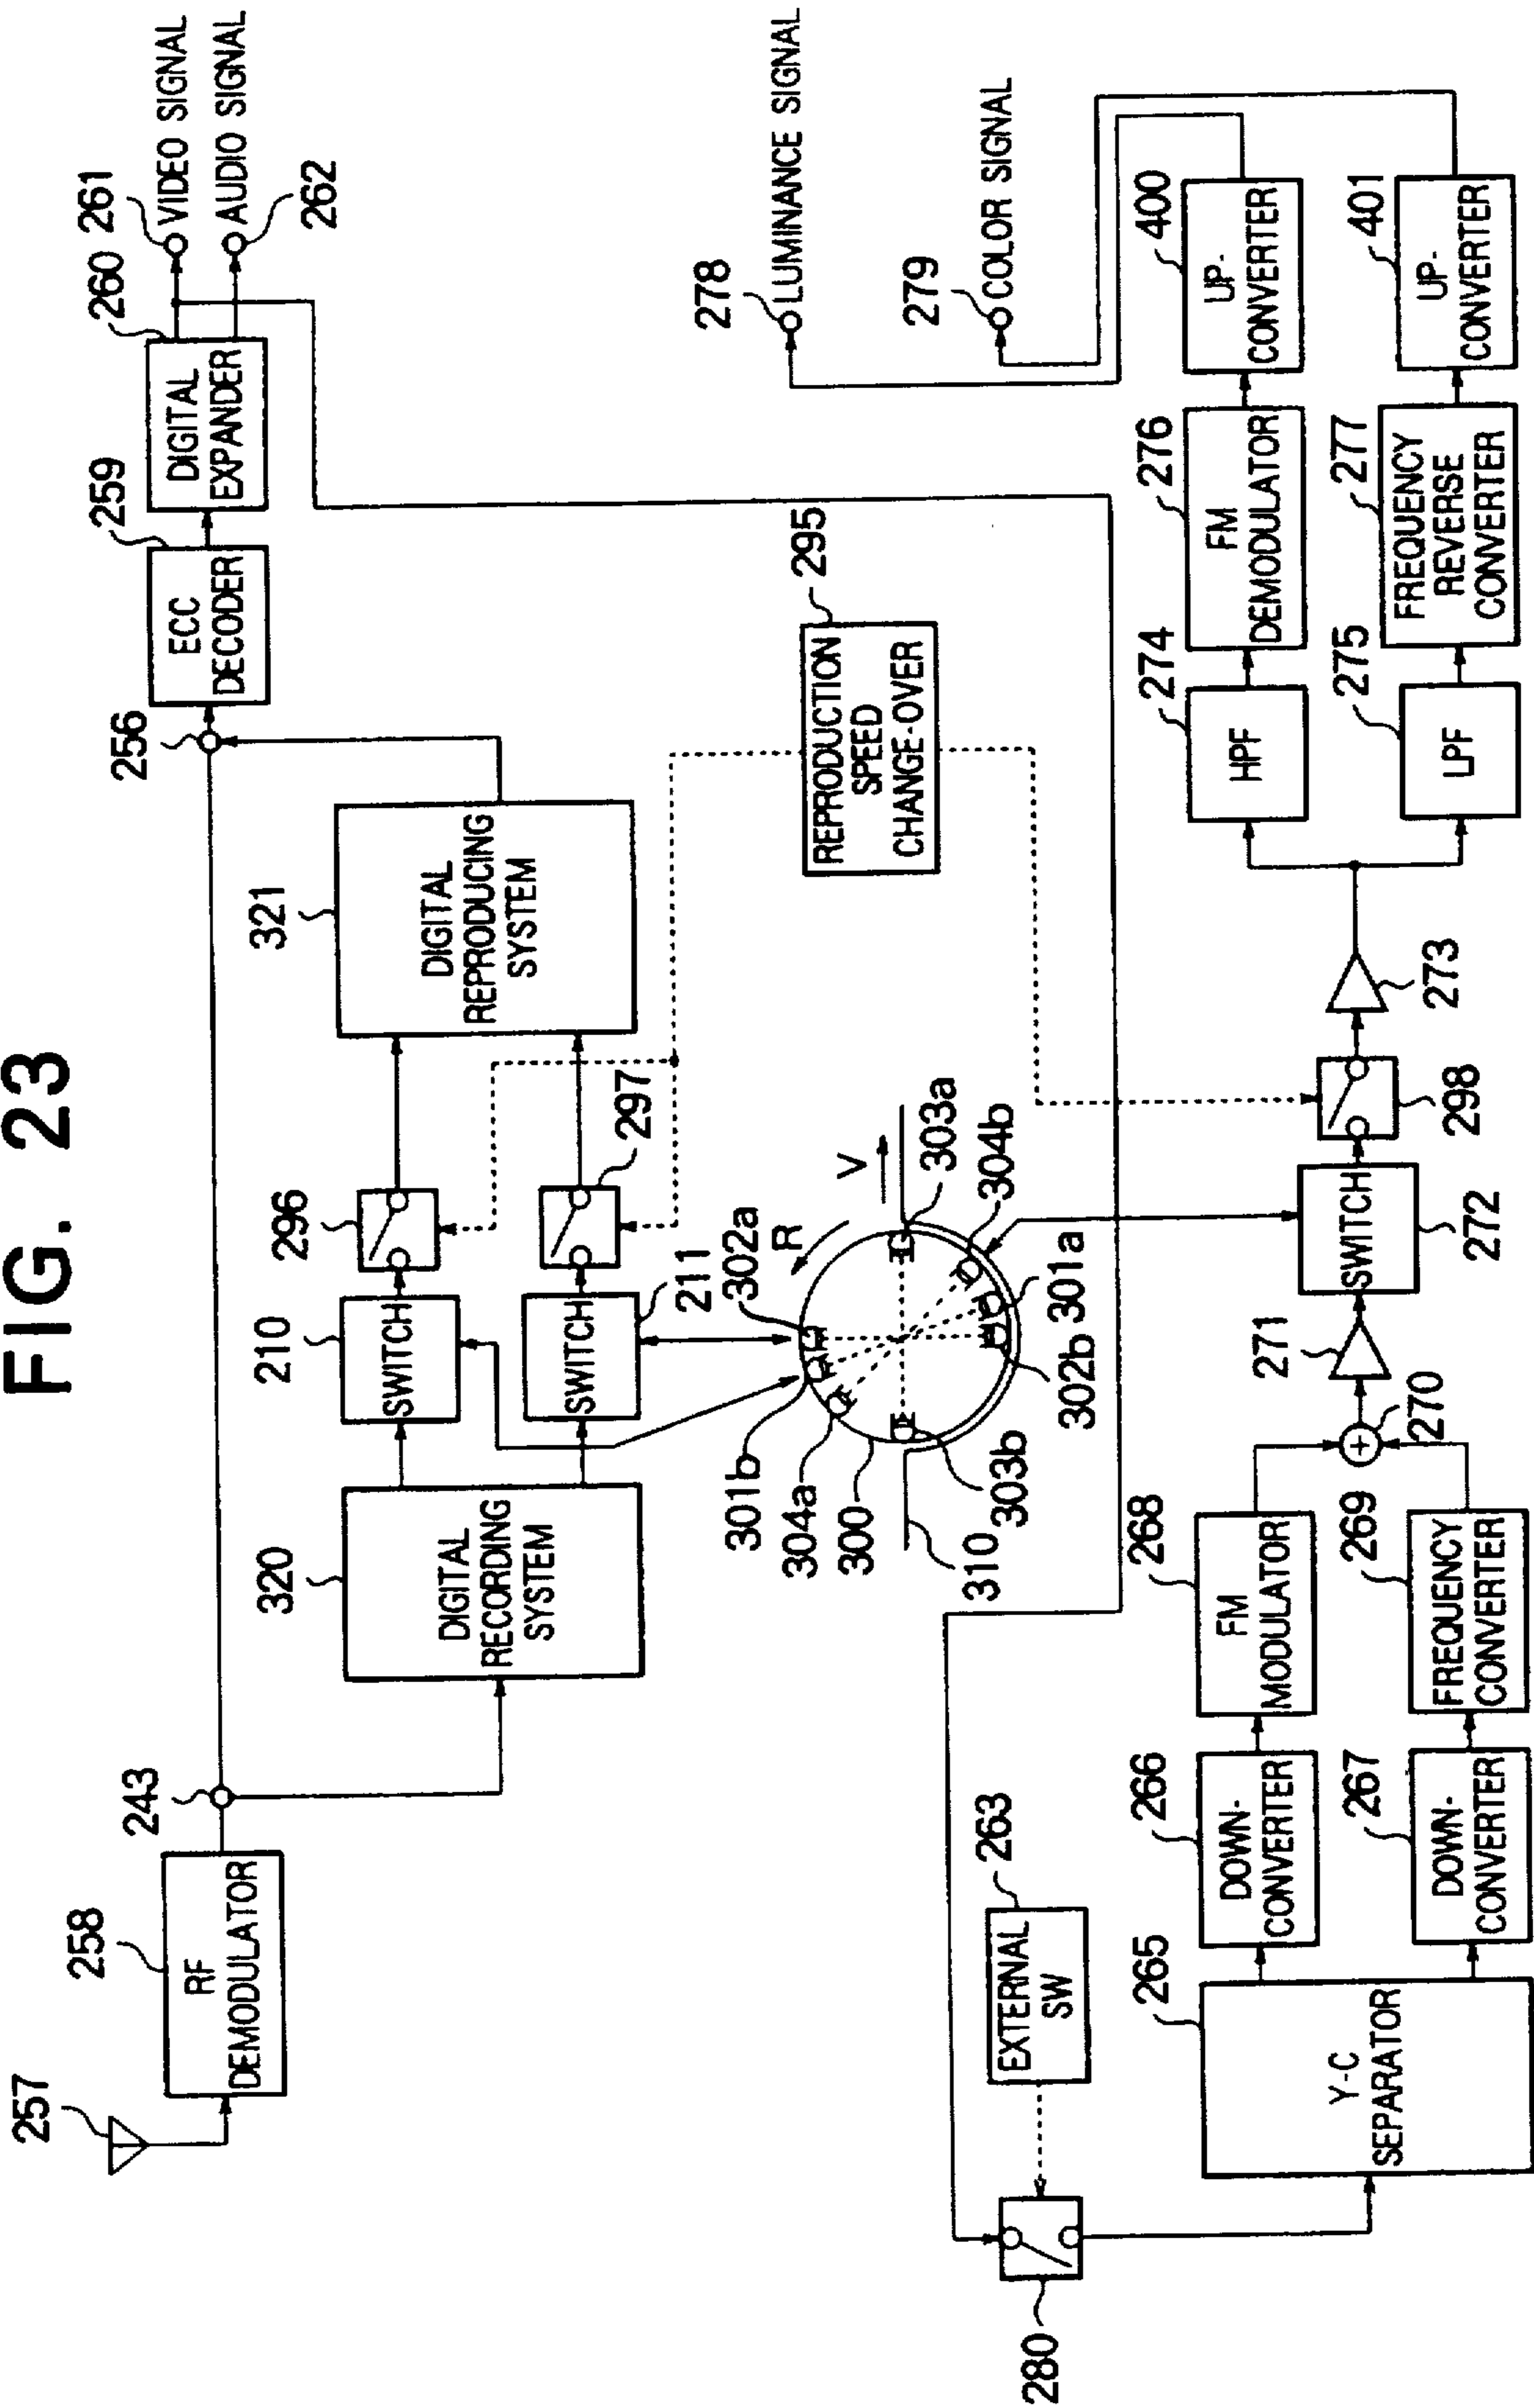 FIG. 23
257
258
RF
DEMODULATOR
243
256
259
ECC
DECODER
260
DIGITAL
EXPANDER
261
VIDEO SIGNAL
AUDIO SIGNAL
262
320
DIGITAL
RECORDING
SYSTEM
210
SWITCH
296
SWITCH
211
297
321
DIGITAL
REPRODUCING
SYSTEM
295
REPRODUCTION
SPEED
CHANGE-OVER
301b
304a
300
310
303b
302a
R
V
303a
304b
301a
302b
278
LUMINANCE SIGNAL
279
COLOR SIGNAL
280
263
EXTERNAL
SW
265
Y-C
SEPARATOR
266
DOWN-
CONVERTER
267
DOWN-
CONVERTER
268
FM
MODULATOR
269
FREQUENCY
CONVERTER
+
270
271
SWITCH
272
298
273
274
HPF
275
LPF
276
FM
DEMODULATOR
277
FREQUENCY
REVERSE
CONVERTER
400
UP-
CONVERTER
401
UP-
CONVERTER